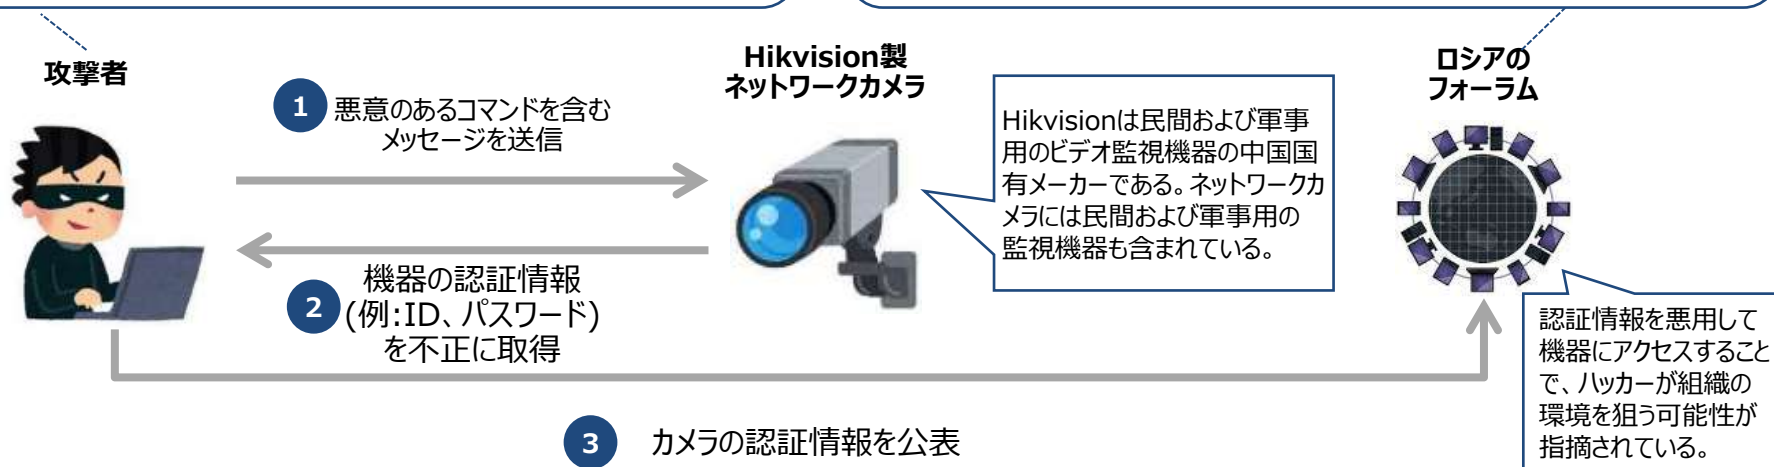 攻撃者
1
悪意のあるコマンドを含む
メッセージを送信
Hikvision製
ネットワークカメラ
Hikvisionは民間および軍事
用のビデオ監視機器の中国国
有メーカーである。ネットワークカ
メラには民間および軍事用の
監視機器も含まれている。
ロシアの
フォーラム
2
機器の認証情報
(例:ID、パスワード)
を不正に取得
認証情報を悪用して
機器にアクセスすること
で、ハッカーが組織の
環境を狙う可能性が
指摘されている。
3
カメラの認証情報を公表